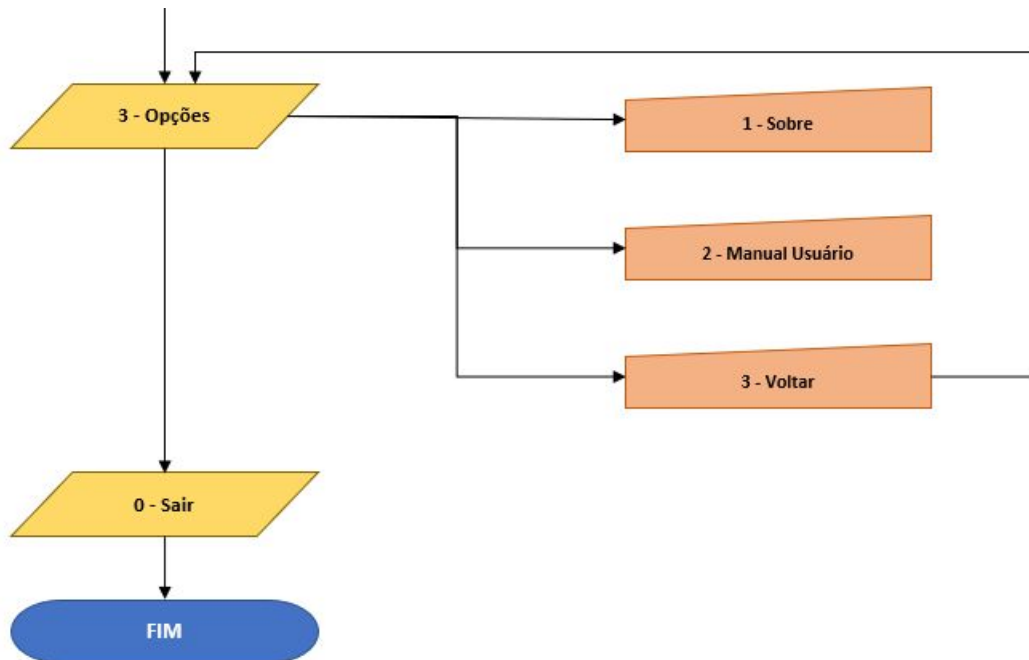 3 - Opções
1 - Sobre
2 - Manual Usuário
3 - Voltar
0 - Sair
FIM